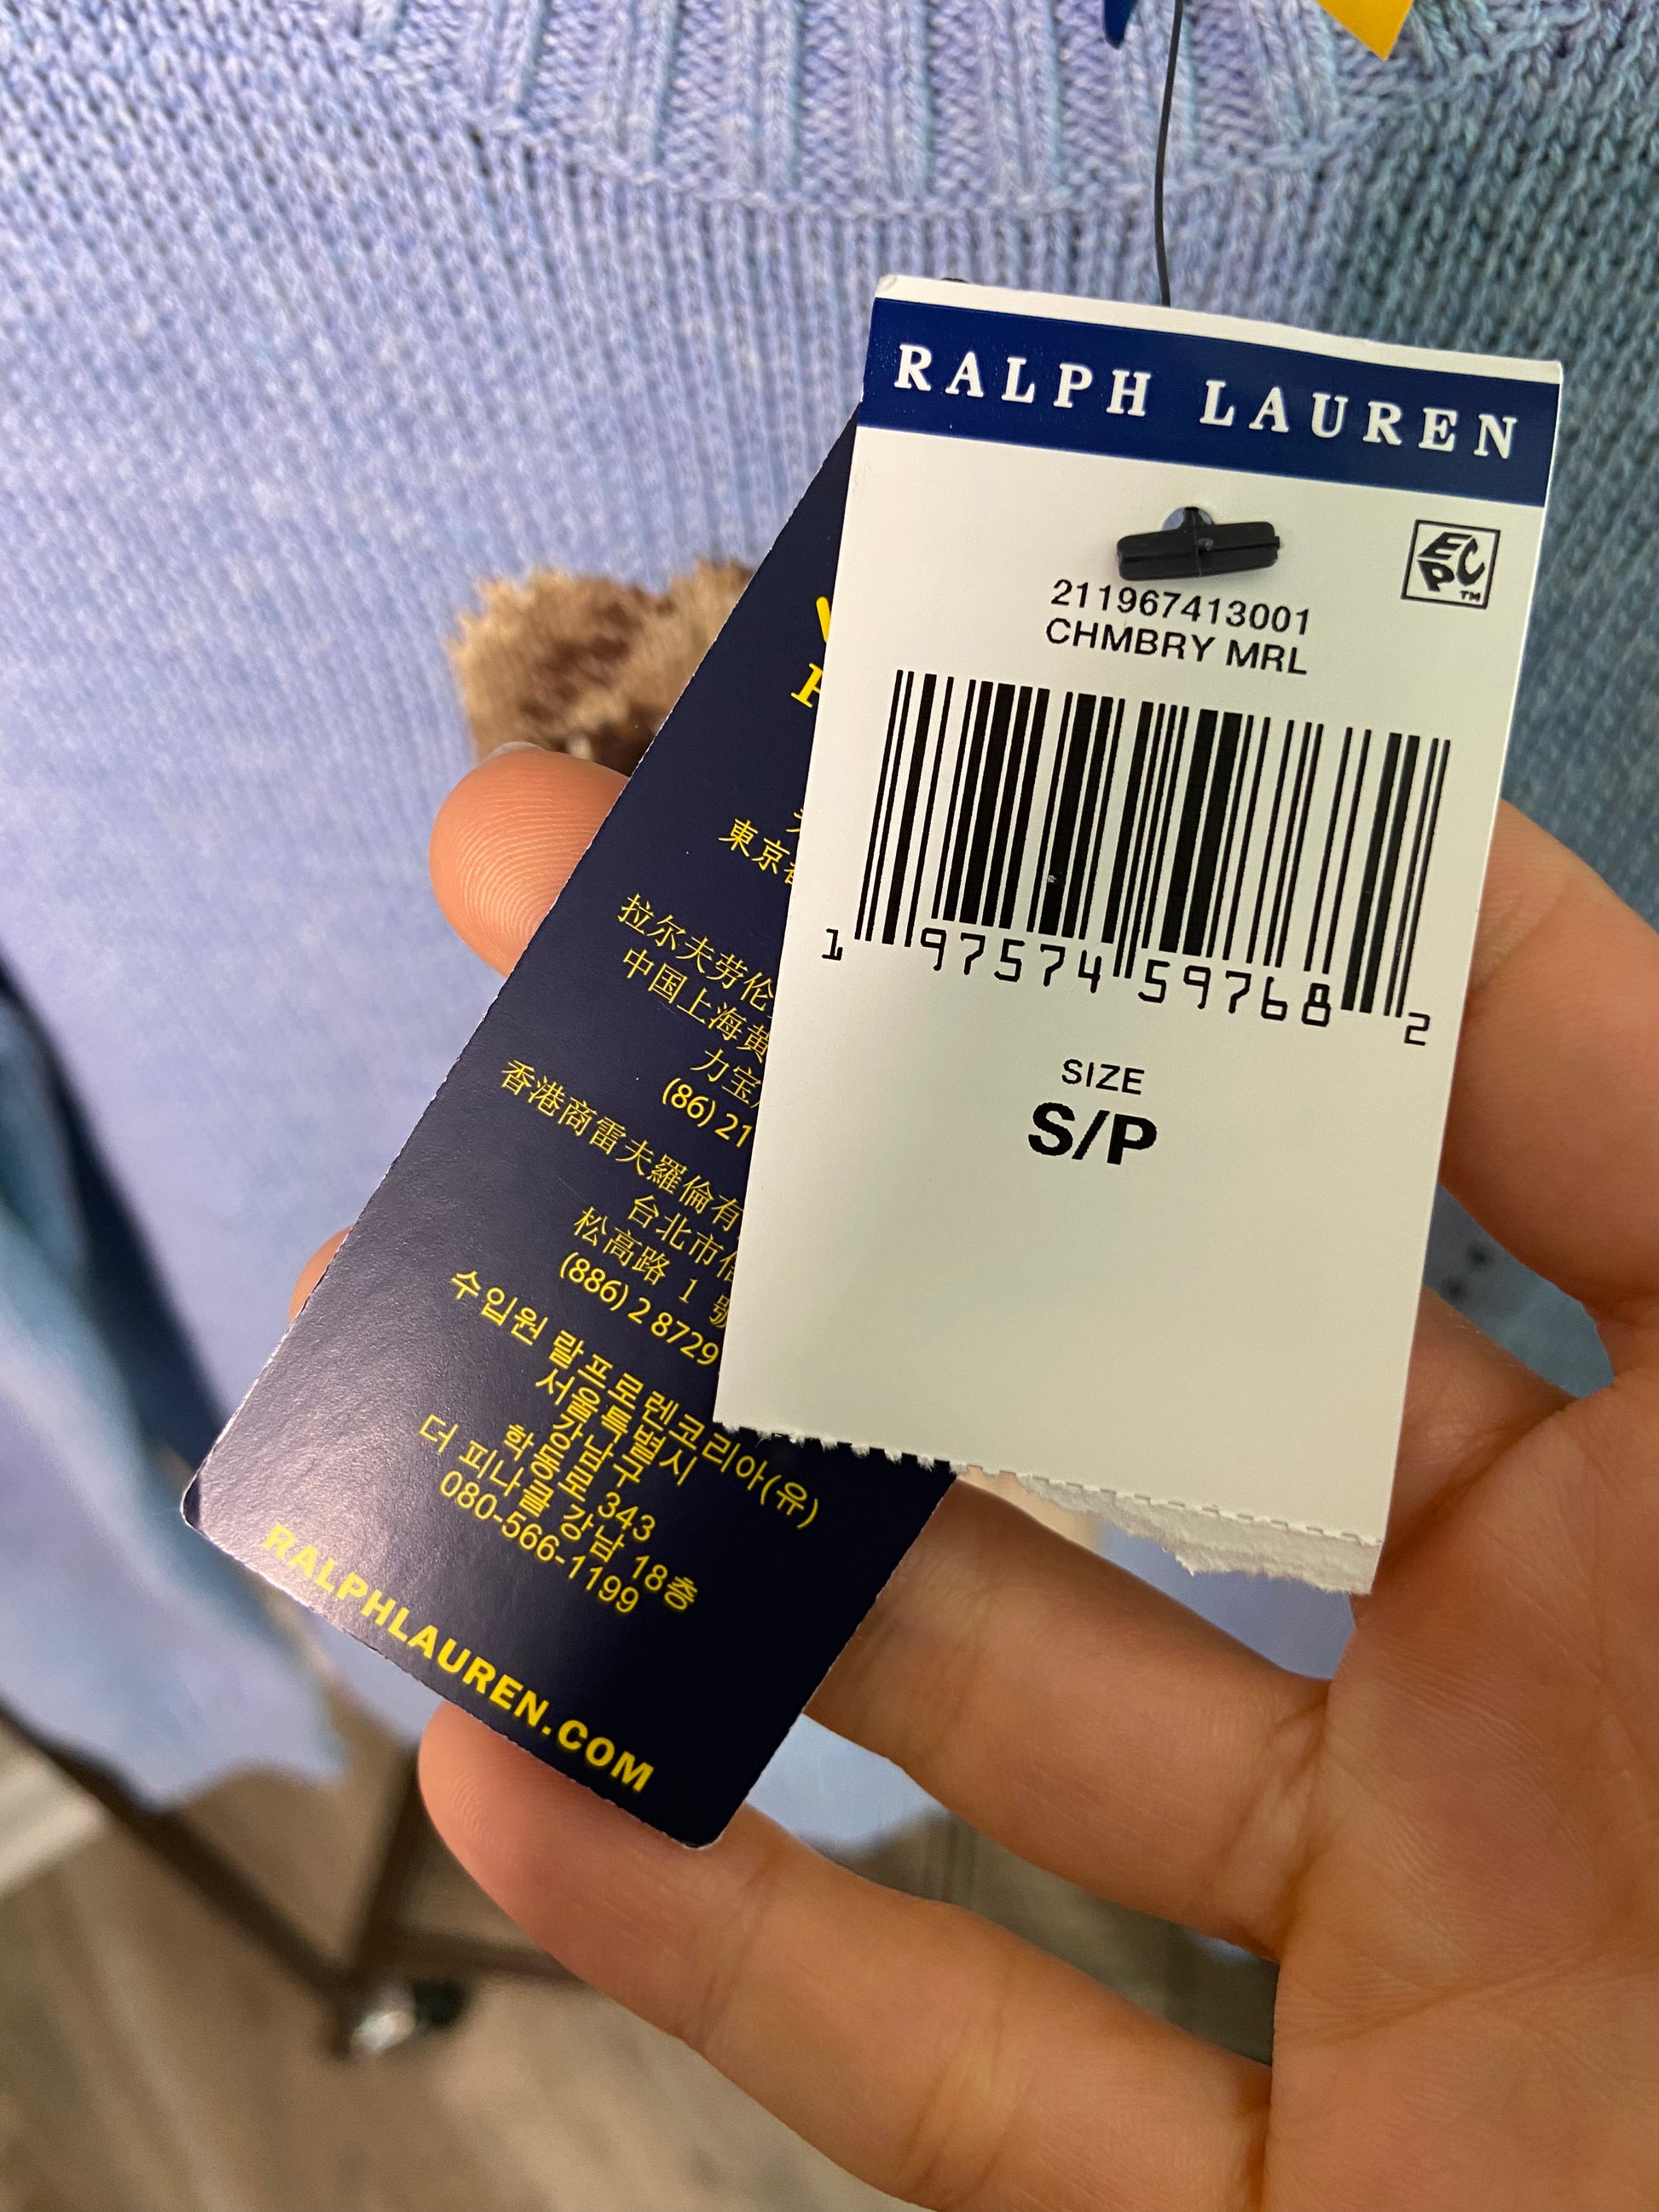 RALPH LAUREN
EPC™
211967413001
CHMBRY MRL
1 97574 59768 2
SIZE
S/P
東京
拉尔夫劳伦
中国上海黄
力宝
(86) 21
香港商雷夫羅倫有
台北市信
松高路 1 號
(886) 2 8729
수입원 랄프로렌코리아(유)
서울특별시
강남구
학동로 343
더 피나클 강남 18층
080-566-1199
RALPHLAUREN.COM